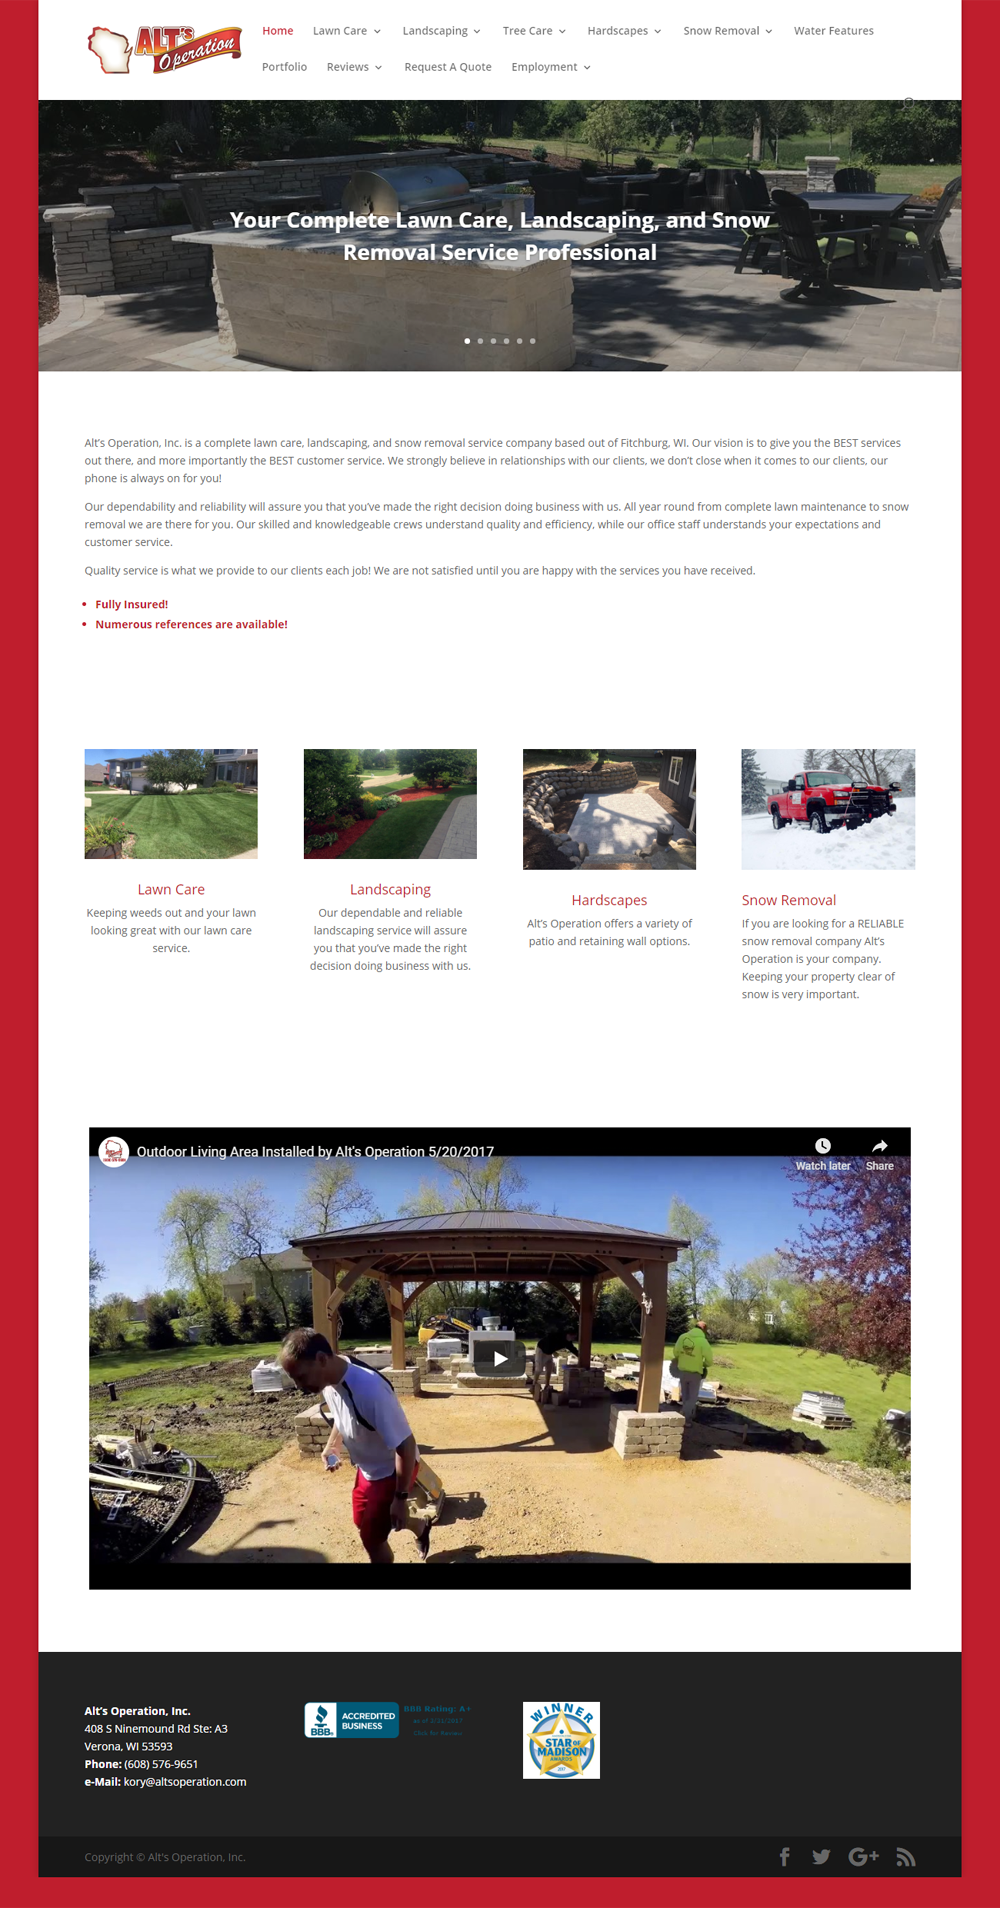 ALT's
Operation
Home Lawn Care Landscaping Tree Care Hardscapes Snow Removal Water Features
Portfolio Reviews Request A Quote Employment
Your Complete Lawn Care, Landscaping, and Snow
Removal Service Professional
Alt's Operation, Inc. is a complete lawn care, landscaping, and snow removal service company based out of Fitchburg, WI. Our vision is to give you the BEST services
out there, and more importantly the BEST customer service. We strongly believe in relationships with our clients, we don't close when it comes to our clients, our
phone is always on for you!
Our dependability and reliability will assure you that you've made the right decision doing business with us. All year round from complete lawn maintenance to snow
removal we are there for you. Our skilled and knowledgeable crews understand quality and efficiency, while our office staff understands your expectations and
customer service.
Quality service is what we provide to our clients each job! We are not satisfied until you are happy with the services you have received.
• Fully Insured!
• Numerous references are available!
Lawn Care
Keeping weeds out and your lawn
looking great with our lawn care
service.
Landscaping
Our dependable and reliable
landscaping service will assure
you that you've made the right
decision doing business with us.
Hardscapes
Alt's Operation offers a variety of
patio and retaining wall options.
Snow Removal
If you are looking for a RELIABLE
snow removal company Alt's
Operation is your company.
Keeping your property clear of
snow is very important.
Outdoor Living Area Installed by Alt's Operation 5/20/2017
Watch later Share
Alt's Operation, Inc.
408 S Ninemound Rd Ste: A3
Verona, WI 53593
Phone: (608) 576-9651
e-Mail: kory@altsoperation.com
BBB
ACCREDITED
BUSINESS
BBB Rating: A+
Click for Review
WINNER
STAR OF
MADISON
AWARDS
2017
Copyright © Alt's Operation, Inc.